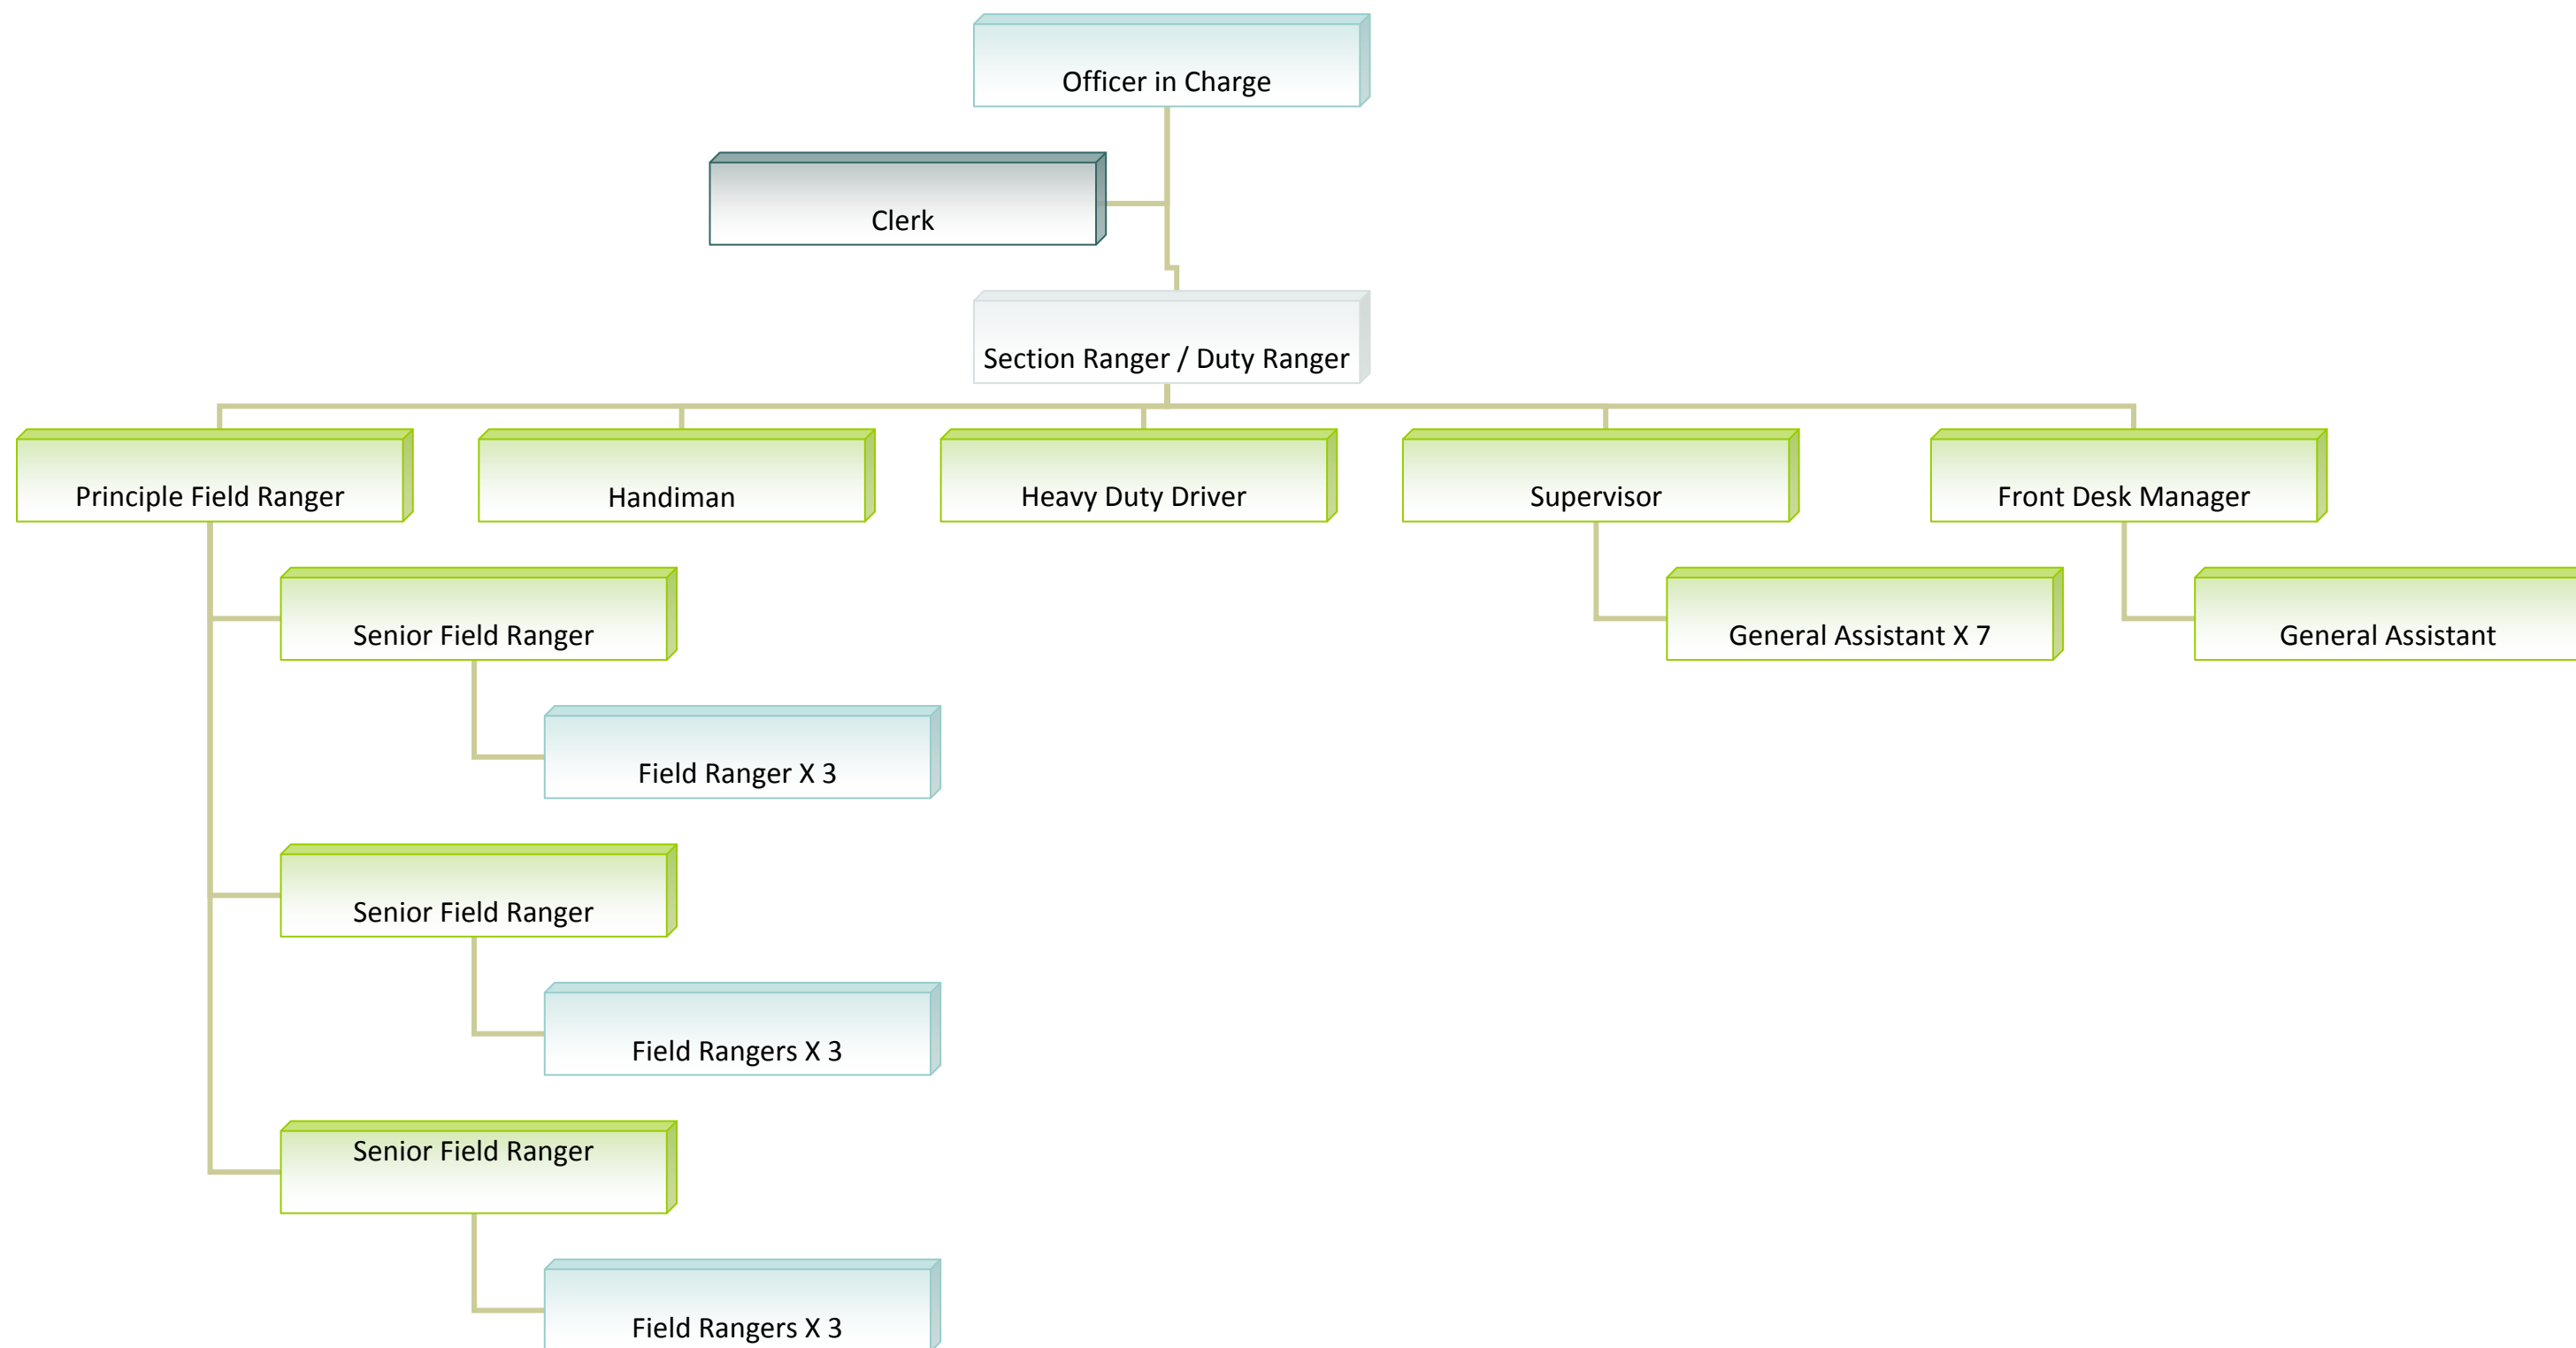 Officer in Charge
Clerk
Section Ranger / Duty Ranger
Principle Field Ranger
Handiman
Heavy Duty Driver
Supervisor
Front Desk Manager
Senior Field Ranger
General Assistant X 7
General Assistant
Field Ranger X 3
Senior Field Ranger
Field Rangers X 3
Senior Field Ranger
Field Rangers X 3